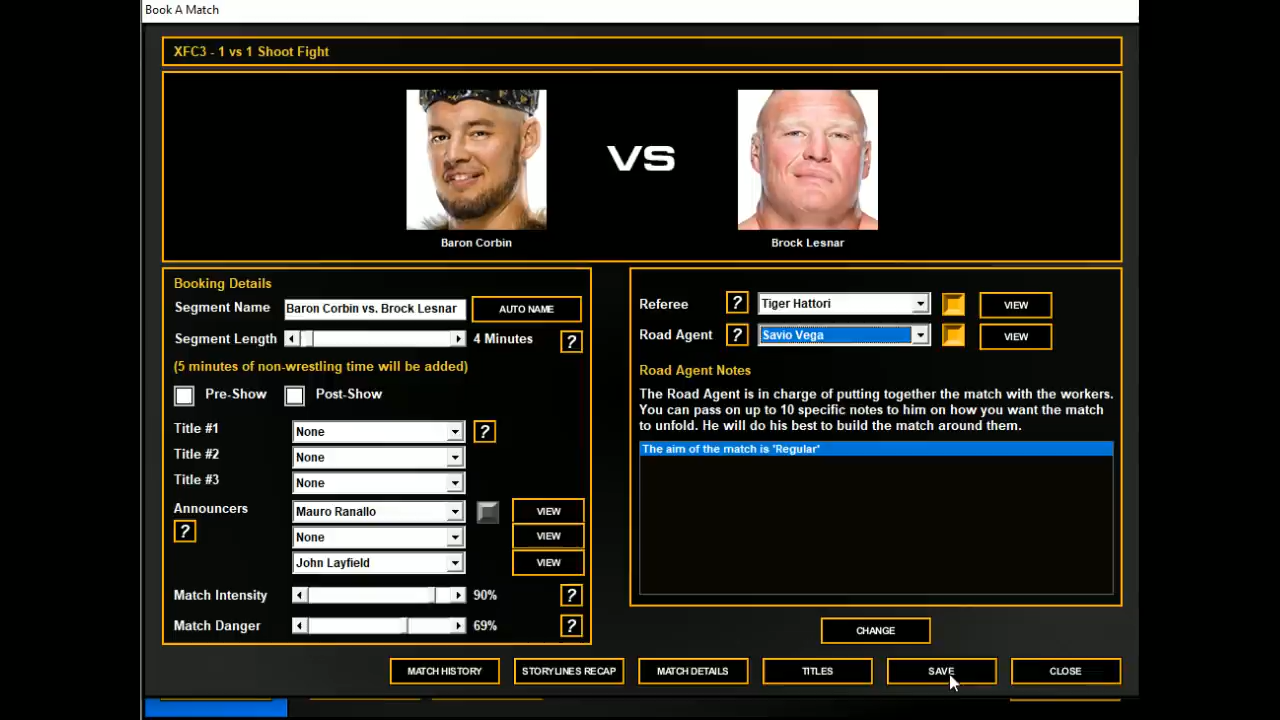 Book A Match
XFC3 - 1 vs 1 Shoot Fight
VS
Baron Corbin
Brock Lesnar
Booking Details
Segment Name
Baron Corbin vs. Brock Lesnar
AUTO NAME
Segment Length
4 Minutes
?
(5 minutes of non-wrestling time will be added)
Pre-Show
Post-Show
Title #1
None
?
Title #2
None
Title #3
None
Announcers
Mauro Ranallo
VIEW
?
None
VIEW
John Layfield
VIEW
Match Intensity
90%
?
Match Danger
69%
?
Referee
?
Tiger Hattori
VIEW
Road Agent
?
Savio Vega
VIEW
Road Agent Notes
The Road Agent is in charge of putting together the match with the workers.
You can pass on up to 10 specific notes to him on how you want the match
to unfold. He will do his best to build the match around them.
The aim of the match is 'Regular'
CHANGE
MATCH HISTORY
STORYLINES RECAP
MATCH DETAILS
TITLES
SAVE
CLOSE